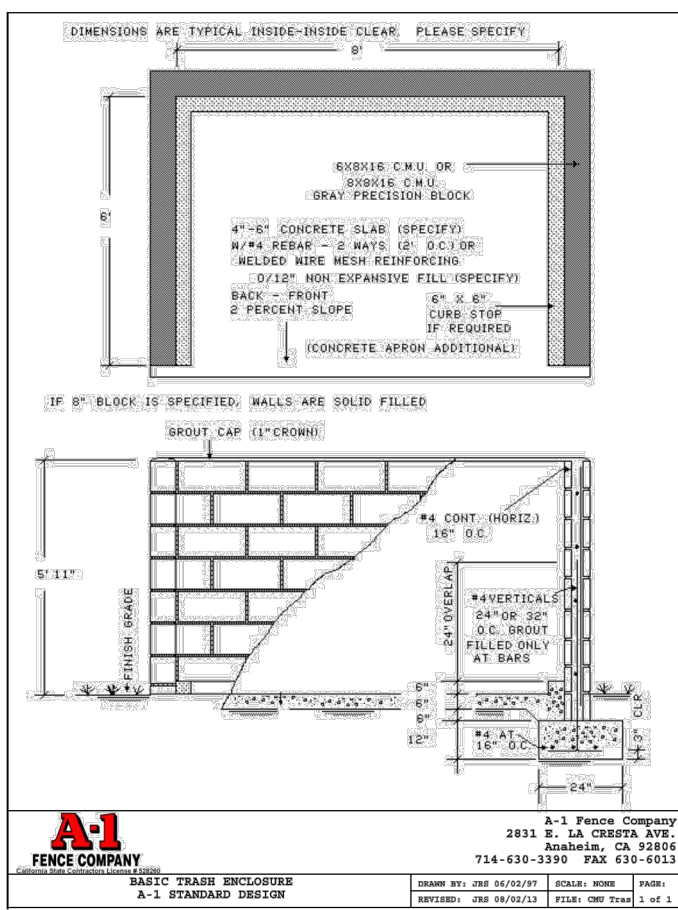 DIMENSIONS ARE TYPICAL INSIDE-INSIDE CLEAR. PLEASE SPECIFY
8'
6'
6X8X16 C.M.U. OR
8X8X16 C.M.U.
GRAY PRECISION BLOCK
4"-6" CONCRETE SLAB (SPECIFY)
W/#4 REBAR - 2 WAYS (2' O.C.) OR
WELDED WIRE MESH REINFORCING
0/12" NON EXPANSIVE FILL (SPECIFY)
BACK - FRONT
2 PERCENT SLOPE
6" X 6"
CURB STOP
IF REQUIRED
(CONCRETE APRON ADDITIONAL)
IF 8" BLOCK IS SPECIFIED, WALLS ARE SOLID FILLED
GROUT CAP (1"CROWN)
5'11"
FINISH GRADE
#4 CONT. (HORIZ.)
16" O.C.
24" OVERLAP
#4VERTICALS
24" OR 32"
O.C. GROUT
FILLED ONLY
AT BARS
6"
6"
6"
12"
#4 AT
16" O.C.
3" CLR
24"
A-1
FENCE COMPANY
California State Contractors License # 528260
A-1 Fence Company
2831 E. LA CRESTA AVE.
Anaheim, CA 92806
714-630-3390 FAX 630-6013
BASIC TRASH ENCLOSURE
A-1 STANDARD DESIGN
DRAWN BY: JRS 06/02/97
SCALE: NONE
PAGE:
REVISED: JRS 08/02/13
FILE: CMU Tras
1 of 1